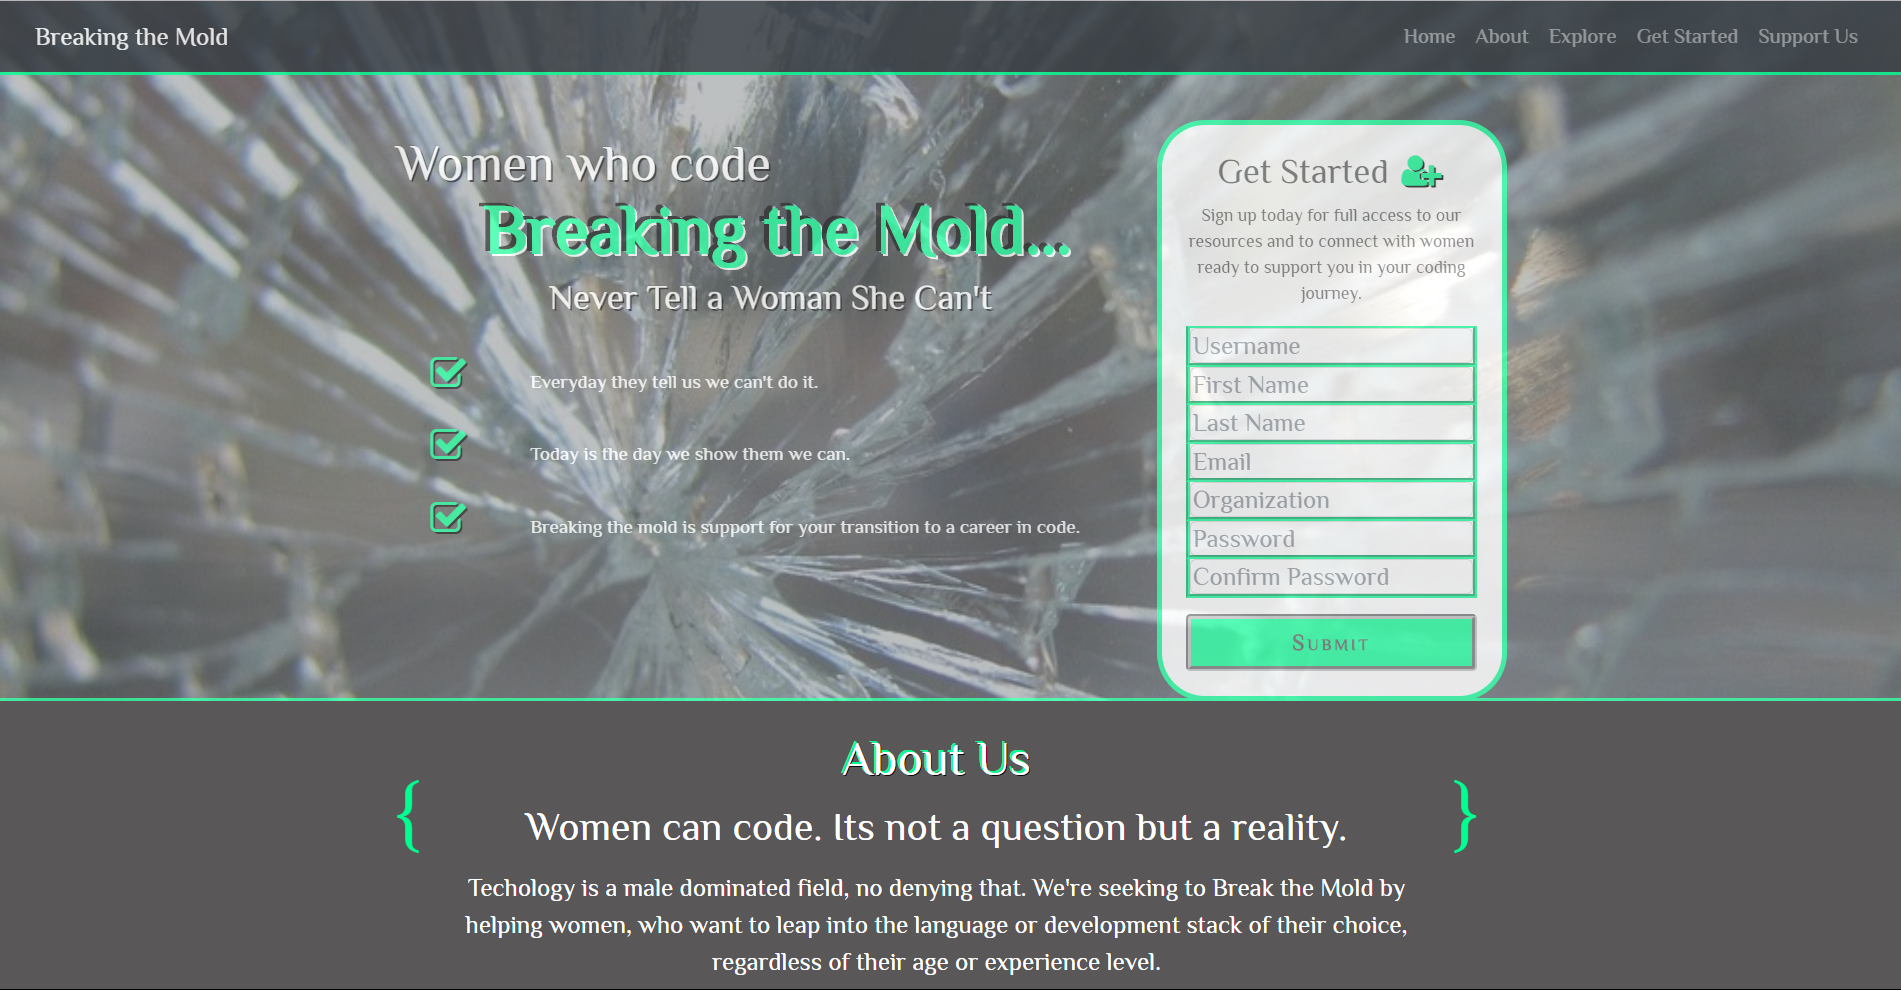 Breaking the Mold
Home About Explore Get Started Support Us
Women who code
Breaking the Mold...
Never Tell a Woman She Can't
Everyday they tell us we can't do it.
Today is the day we show them we can.
Breaking the mold is support for your transition to a career in code.
Get Started
Sign up today for full access to our
resources and to connect with women
ready to support you in your coding
journey.
Username
First Name
Last Name
Email
Organization
Password
Confirm Password
Submit
About Us
{ Women can code. Its not a question but a reality. }
Techology is a male dominated field, no denying that. We're seeking to Break the Mold by
helping women, who want to leap into the language or development stack of their choice,
regardless of their age or experience level.